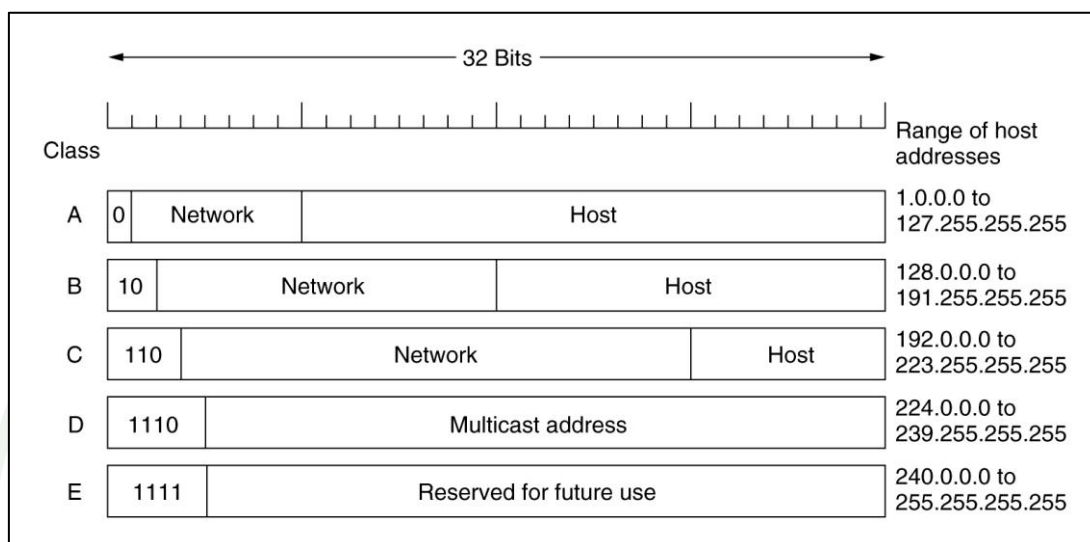 32 Bits
Class
Range of host
addresses
A
0
Network
Host
1.0.0.0 to
127.255.255.255
B
10
Network
Host
128.0.0.0 to
191.255.255.255
C
110
Network
Host
192.0.0.0 to
223.255.255.255
D
1110
Multicast address
224.0.0.0 to
239.255.255.255
E
1111
Reserved for future use
240.0.0.0 to
255.255.255.255